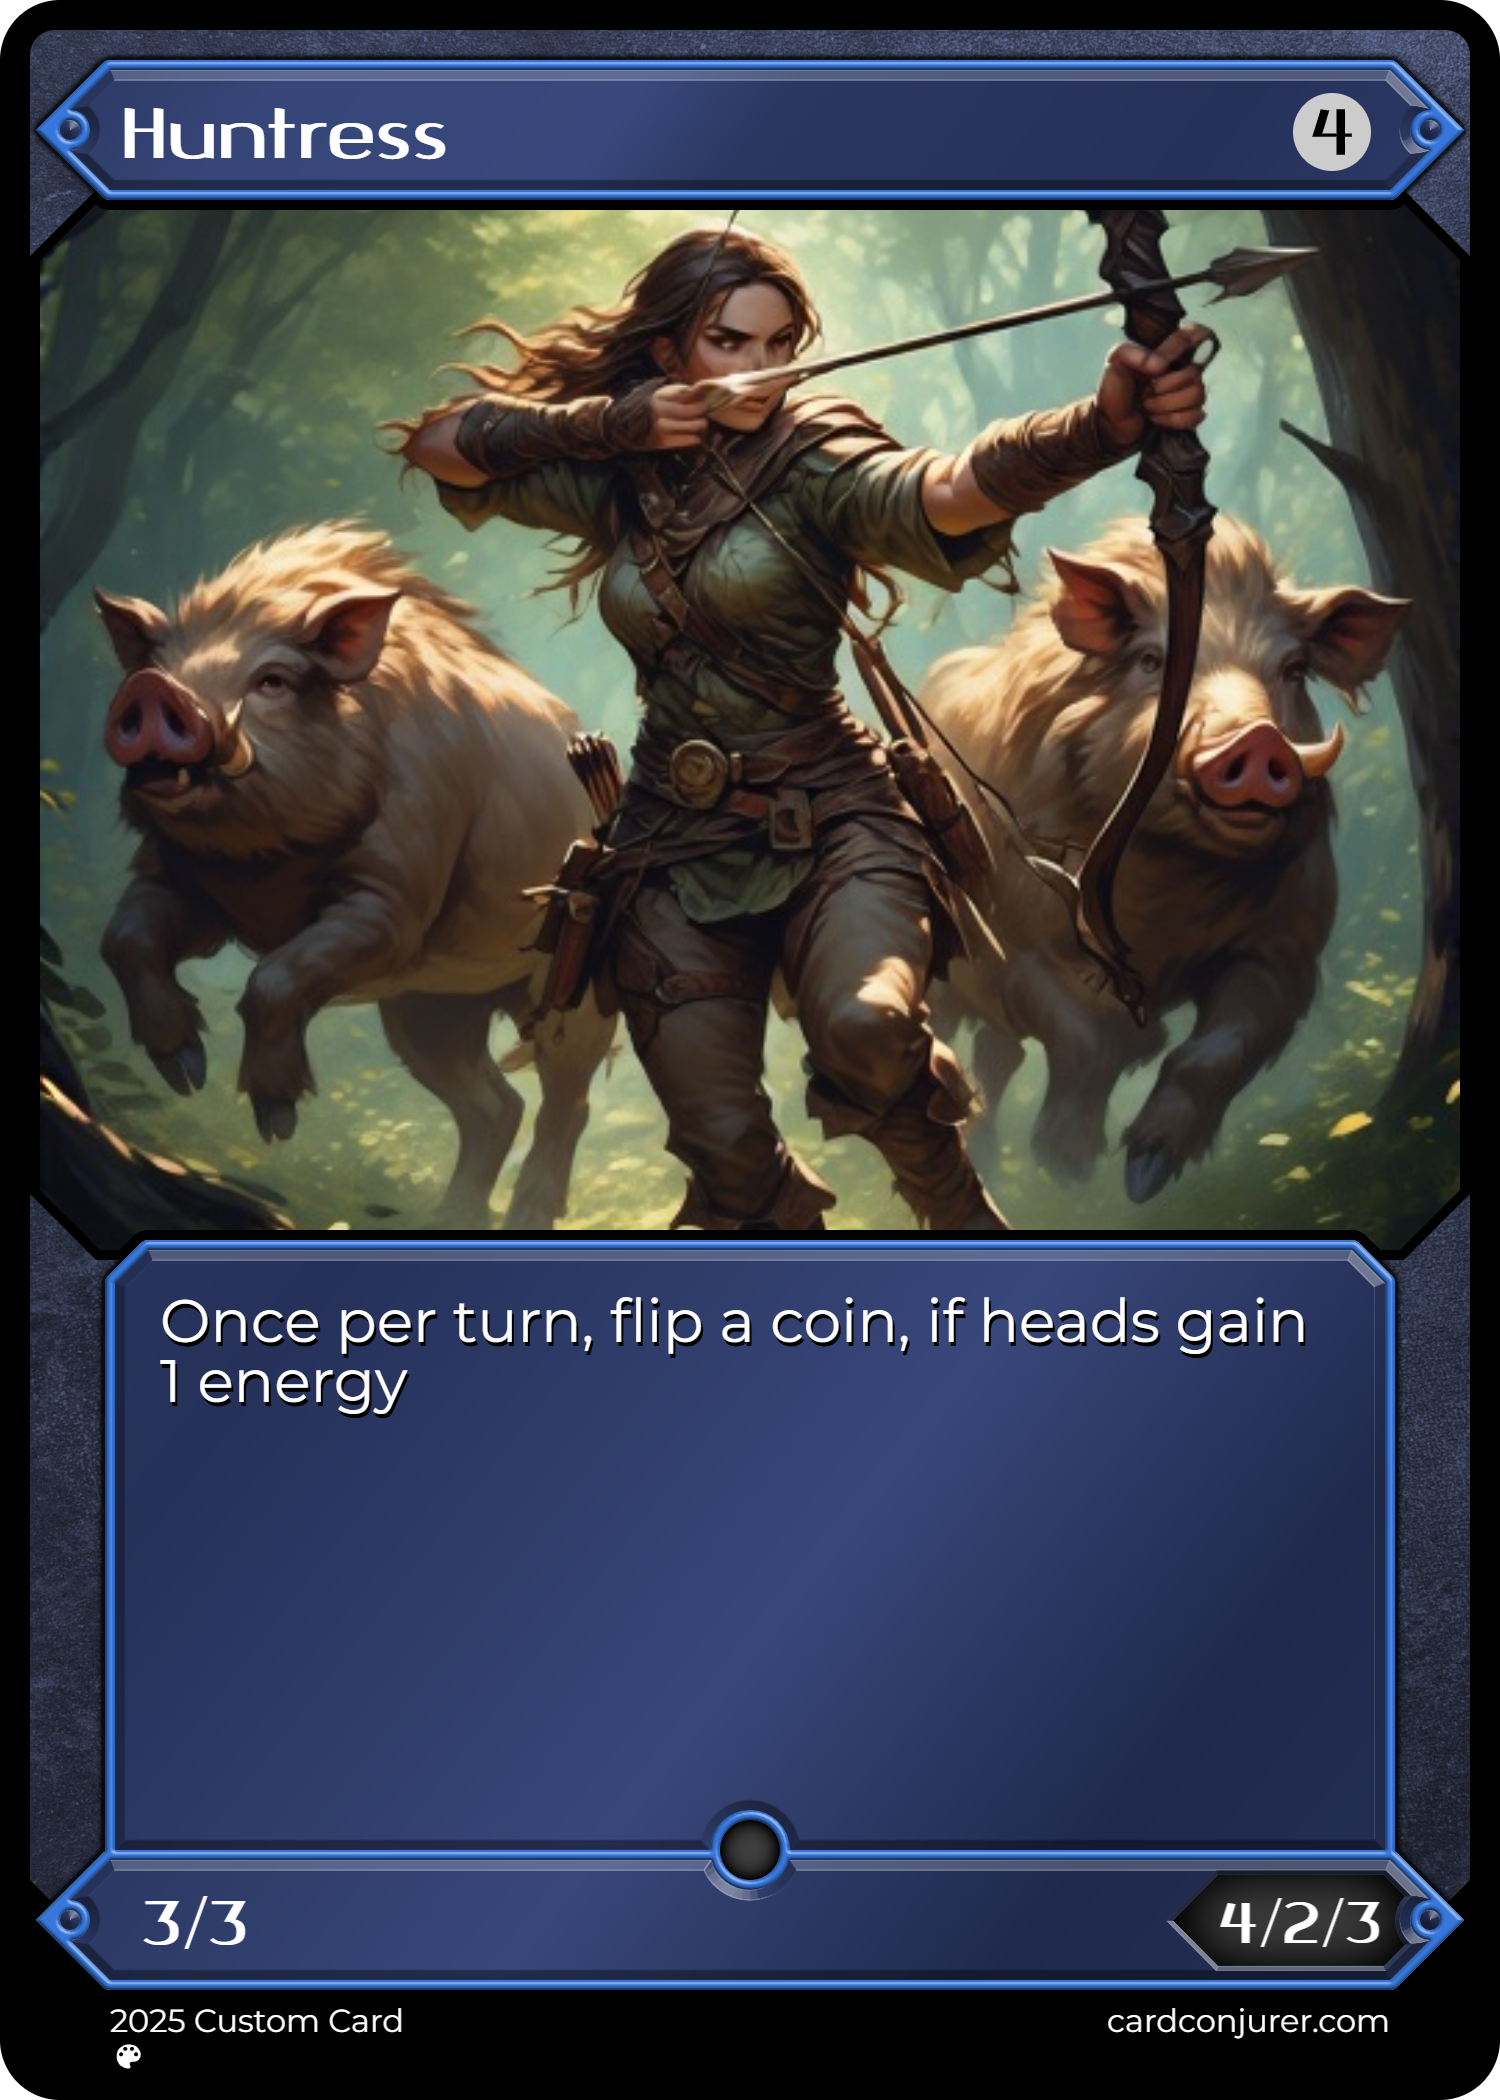 Huntress
4
Once per turn, flip a coin, if heads gain
1 energy
3/3
4/2/3
2025 Custom Card
cardconjurer.com